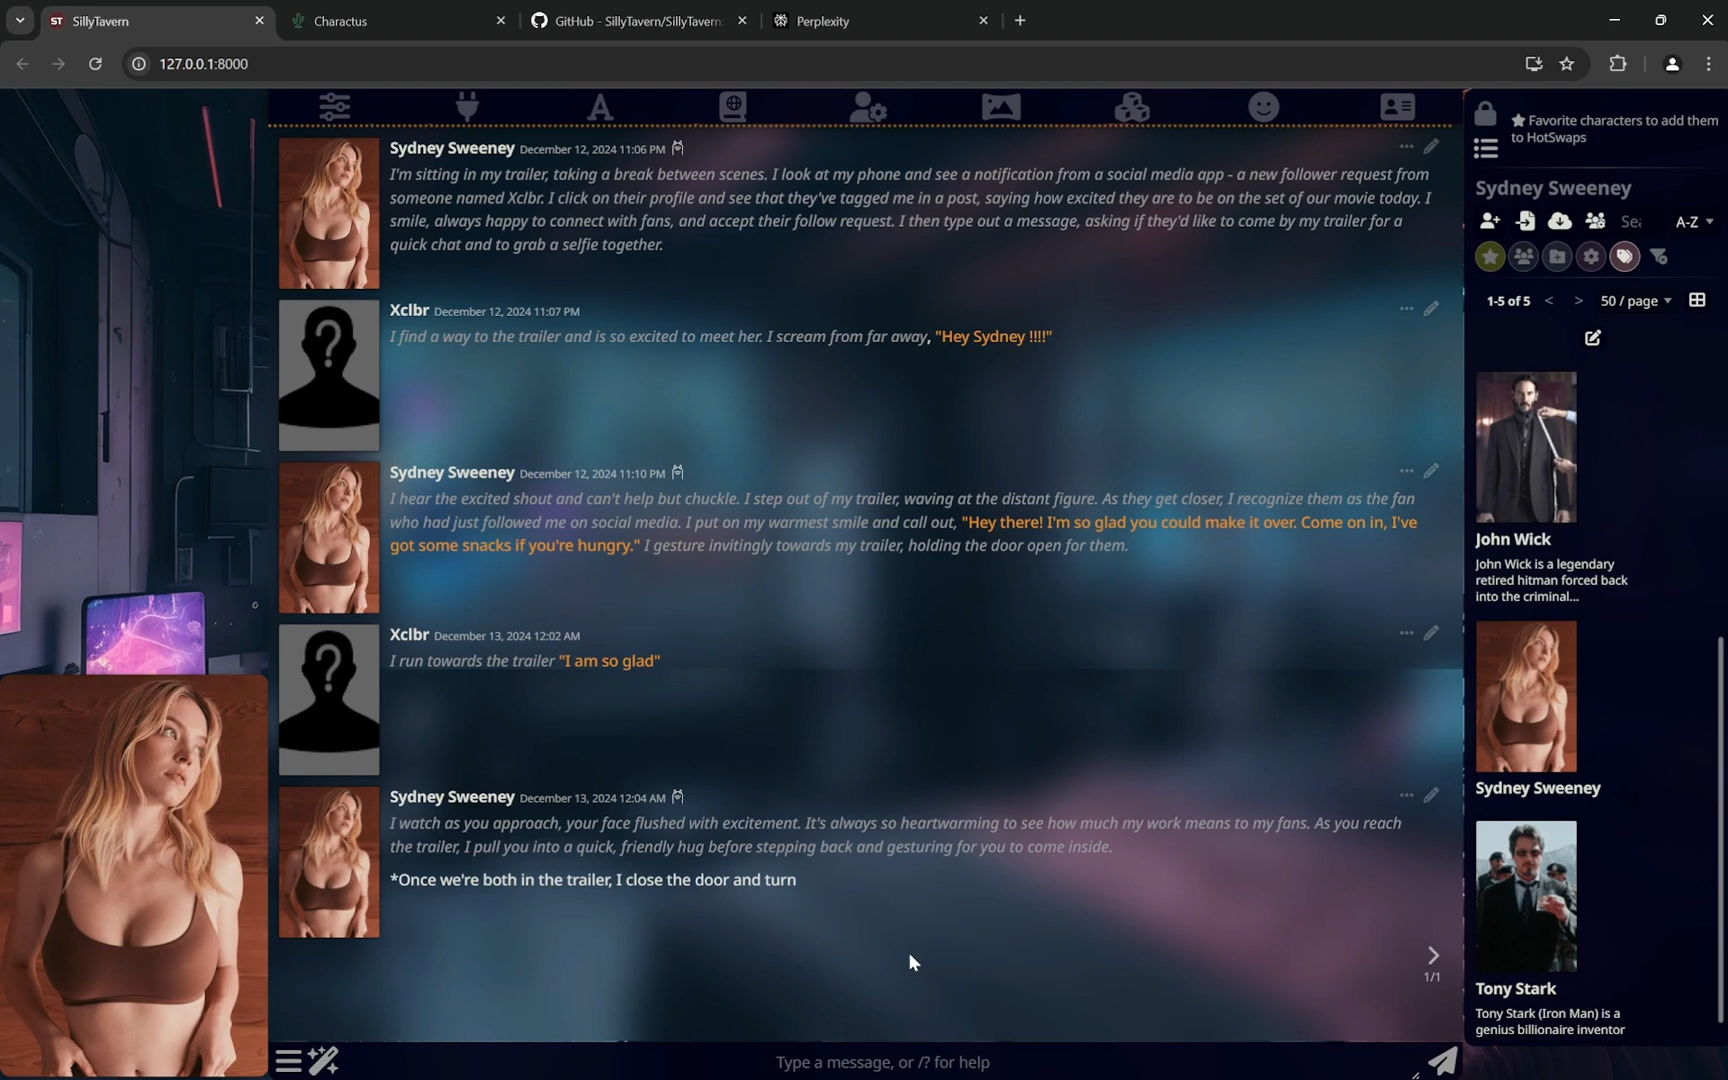 SillyTavern
Charactus
GitHub - SillyTavern/SillyTavern:
Perplexity
127.0.0.1:8000
Sydney Sweeney December 12, 2024 11:06 PM
I'm sitting in my trailer, taking a break between scenes. I look at my phone and see a notification from a social media app - a new follower request from
someone named Xclbr. I click on their profile and see that they've tagged me in a post, saying how excited they are to be on the set of our movie today. I
smile, always happy to connect with fans, and accept their follow request. I then type out a message, asking if they'd like to come by my trailer for a
quick chat and to grab a selfie together.
Xclbr December 12, 2024 11:07 PM
I find a way to the trailer and is so excited to meet her. I scream from far away, "Hey Sydney !!!!"
Sydney Sweeney December 12, 2024 11:10 PM
I hear the excited shout and can't help but chuckle. I step out of my trailer, waving at the distant figure. As they get closer, I recognize them as the fan
who had just followed me on social media. I put on my warmest smile and call out, "Hey there! I'm so glad you could make it over. Come on in, I've
got some snacks if you're hungry." I gesture invitingly towards my trailer, holding the door open for them.
Xclbr December 13, 2024 12:02 AM
I run towards the trailer "I am so glad"
Sydney Sweeney December 13, 2024 12:04 AM
I watch as you approach, your face flushed with excitement. It's always so heartwarming to see how much my work means to my fans. As you reach
the trailer, I pull you into a quick, friendly hug before stepping back and gesturing for you to come inside.
*Once we're both in the trailer, I close the door and turn
1/1
Type a message, or /? for help
Favorite characters to add them
to HotSwaps
Sydney Sweeney
Sea
A-Z
1-5 of 5 < > 50 / page
John Wick
John Wick is a legendary
retired hitman forced back
into the criminal...
Sydney Sweeney
Tony Stark
Tony Stark (Iron Man) is a
genius billionaire inventor